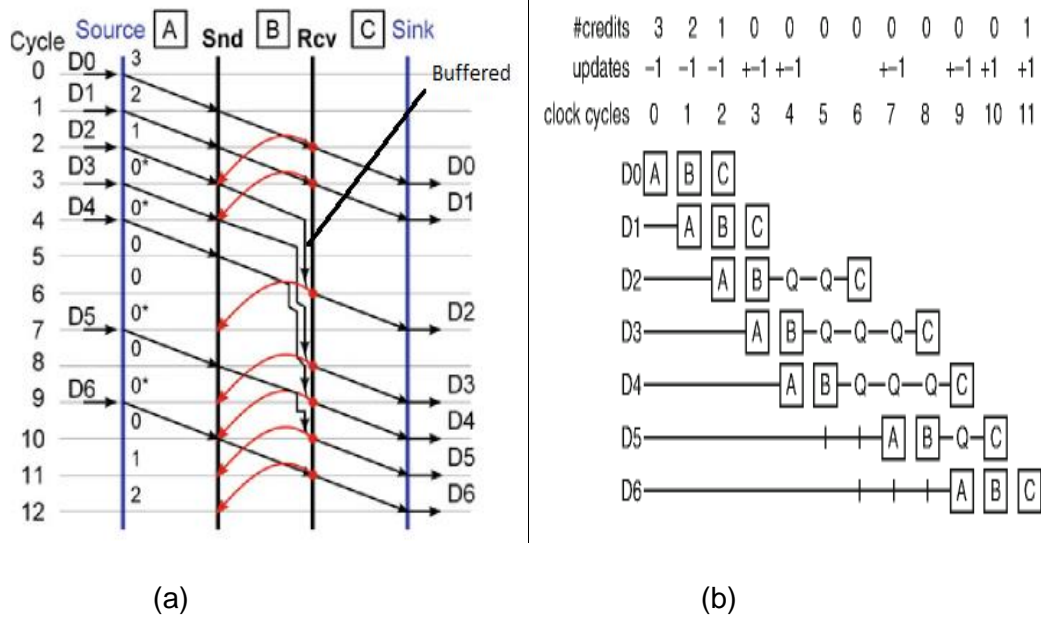 Source A Snd B Rcv C Sink
Cycle
Buffered
0 D0 3
1 D1 2
2 D2 1
3 D3 0* D0
4 D4 0* D1
5 0
6 0
7 D5 0* D2
8 0
9 D6 0* D3
10 0 D4
11 1 D5
12 2 D6
(a)
#credits 3 2 1 0 0 0 0 0 0 0 0 1
updates −1 −1 −1 +−1 +−1 +−1 +−1 +1 +1
clock cycles 0 1 2 3 4 5 6 7 8 9 10 11
D0 A B C
D1 A B C
D2 A B Q Q C
D3 A B Q Q Q C
D4 A B Q Q Q C
D5 A B Q C
D6 A B C
(b)